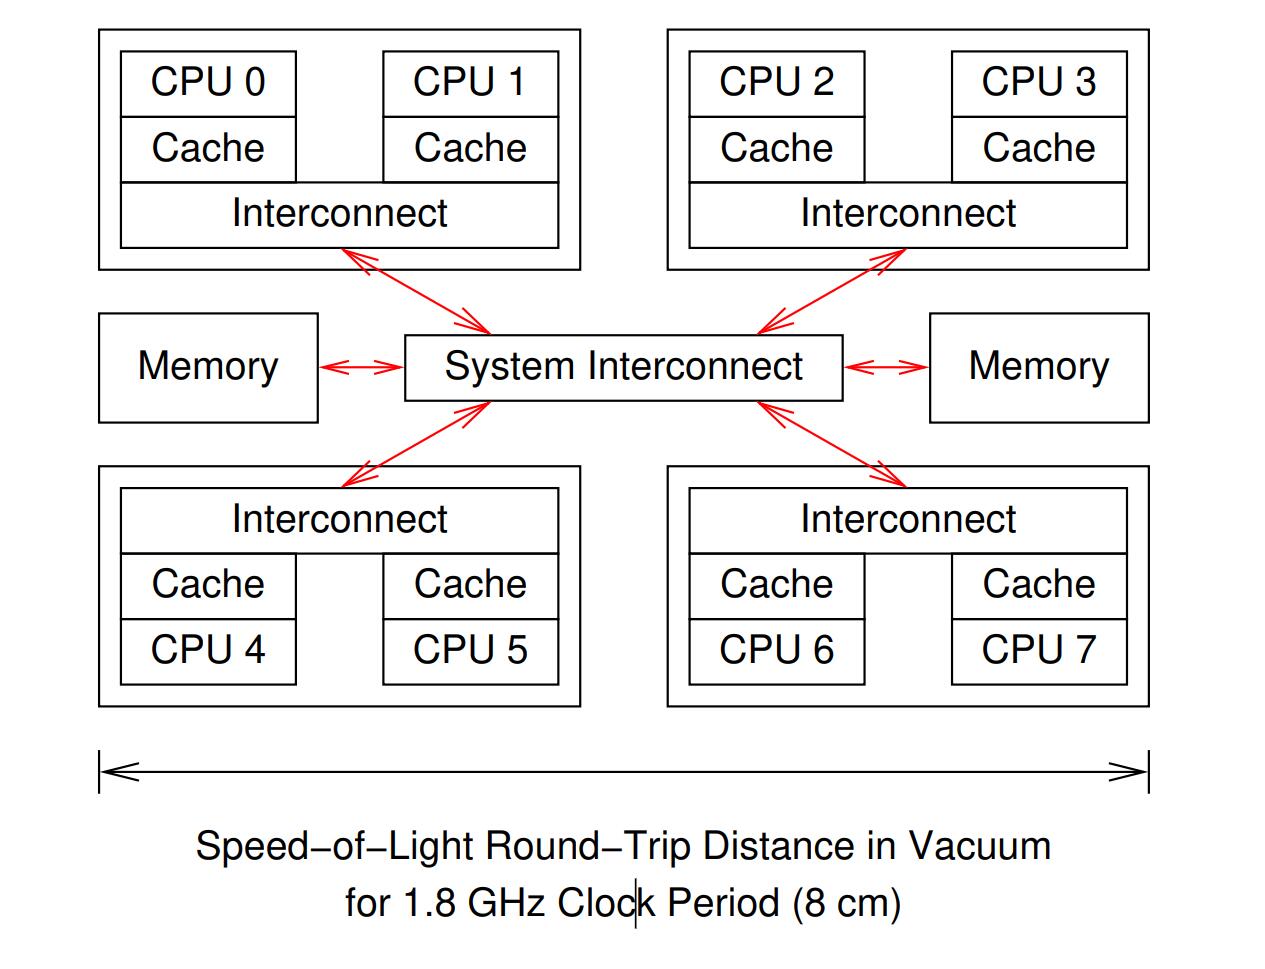 CPU 0 CPU 1 CPU 2 CPU 3
Cache Cache Cache Cache
Interconnect Interconnect
Memory System Interconnect Memory
Interconnect Interconnect
Cache Cache Cache Cache
CPU 4 CPU 5 CPU 6 CPU 7
Speed−of−Light Round−Trip Distance in Vacuum
for 1.8 GHz Clock Period (8 cm)